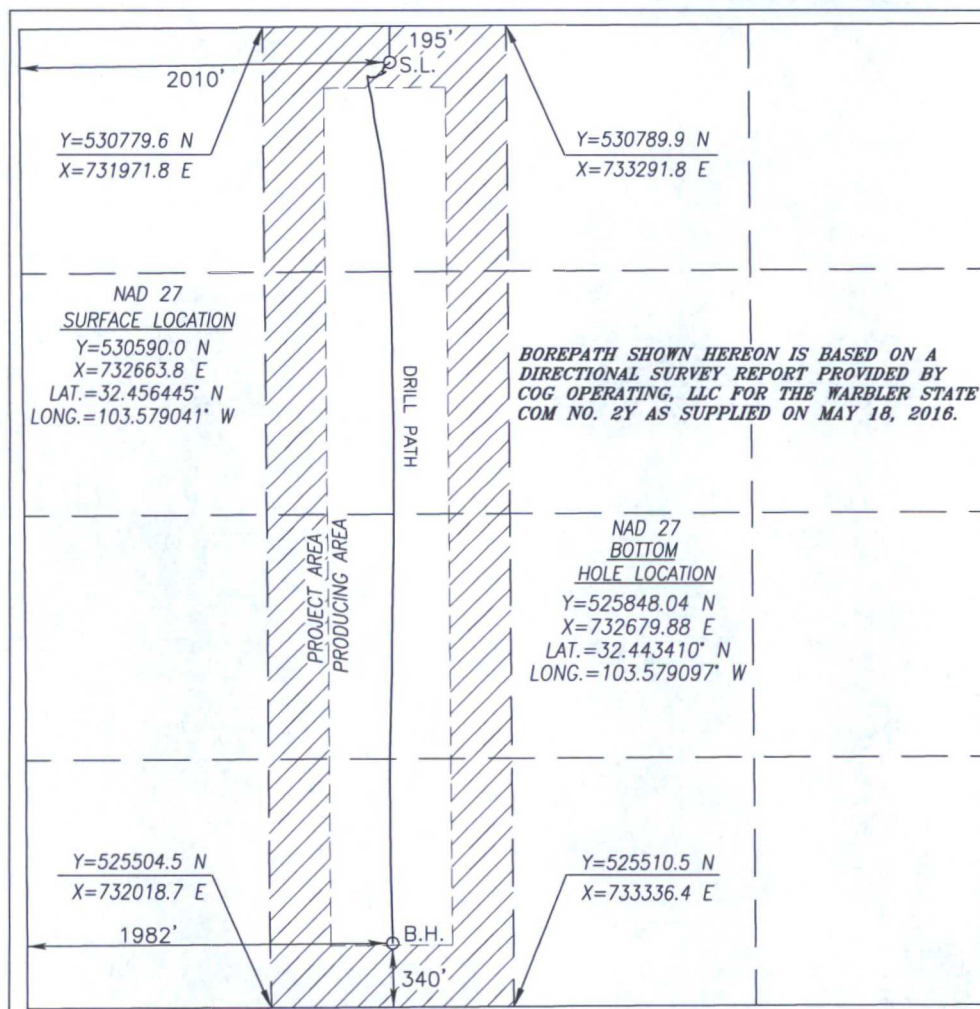 195'
S.L.
2010'
Y=530779.6 N
X=731971.8 E
Y=530789.9 N
X=733291.8 E
NAD 27
SURFACE LOCATION
Y=530590.0 N
X=732663.8 E
LAT.=32.456445° N
LONG.=103.579041° W
BOREPATH SHOWN HEREON IS BASED ON A
DIRECTIONAL SURVEY REPORT PROVIDED BY
COG OPERATING, LLC FOR THE WARBLER STATE
COM NO. 2Y AS SUPPLIED ON MAY 18, 2016.
DRILL PATH
PROJECT AREA
PRODUCING AREA
NAD 27
BOTTOM
HOLE LOCATION
Y=525848.04 N
X=732679.88 E
LAT.=32.443410° N
LONG.=103.579097° W
Y=525504.5 N
X=732018.7 E
Y=525510.5 N
X=733336.4 E
1982'
B.H.
340'